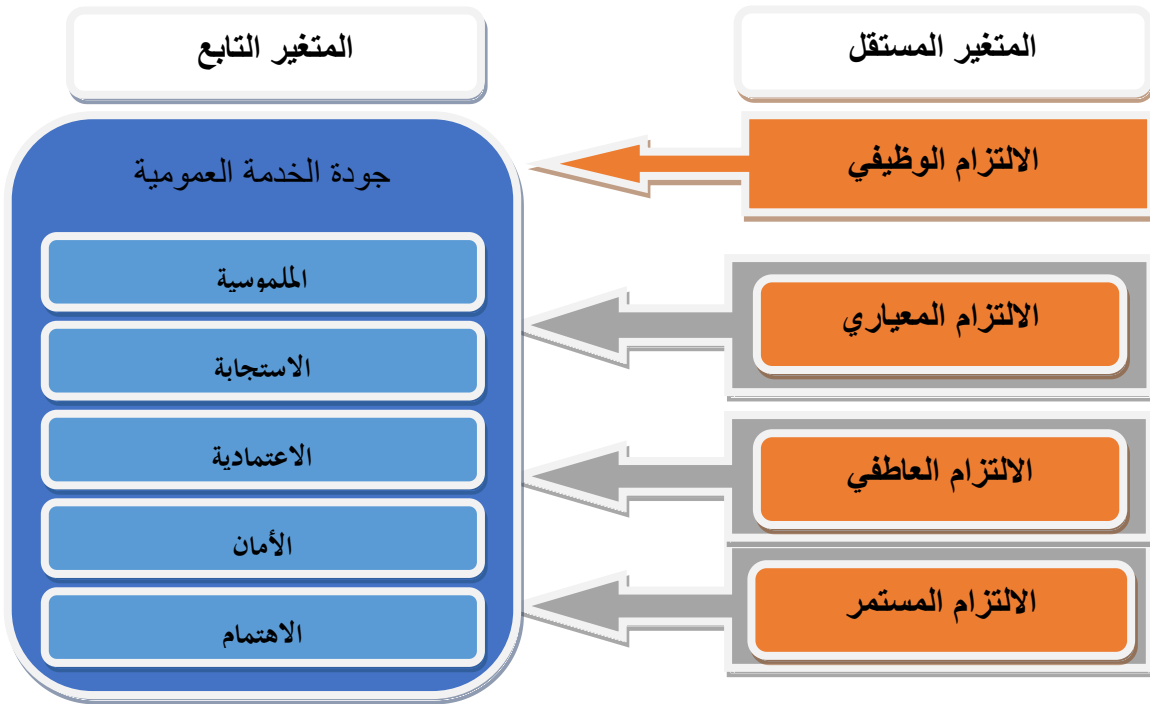 المتغير المستقل
المتغير التابع
الالتزام الوظيفي
الالتزام المعياري
الالتزام العاطفي
الالتزام المستمر
جودة الخدمة العمومية
الملموسية
الاستجابة
الاعتمادية
الأمان
الاهتمام